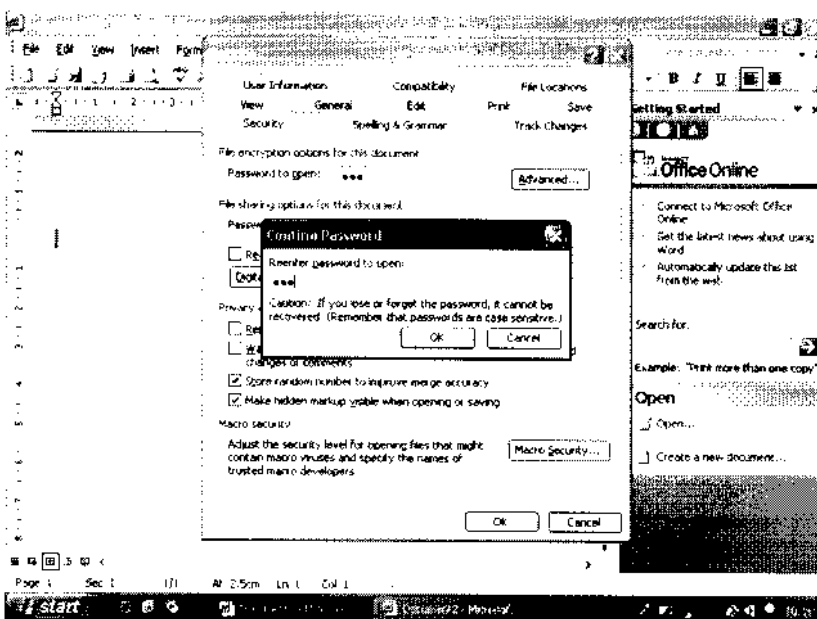 File Edit View Insert
User Information Compatibility File Locations
View General Edit Print Save
Security Spelling & Grammar Track Changes
File encryption options for this document
Password to open:
Advanced...
File sharing options for this document
Confirm Password
Reenter password to open:
Caution: If you lose or forget the password, it cannot be
recovered. (Remember that passwords are case sensitive.)
OK Cancel
Privacy
changes or comments
Store random number to improve merge accuracy
Make hidden markup visible when opening or saving
Macro security
Adjust the security level for opening files that might
contain macro viruses and specify the names of
trusted macro developers.
Macro Security...
OK Cancel
B I U
Getting Started
Office Online
Connect to Microsoft Office
Online
Get the latest news about using
Word
Automatically update this list
from the web
Search for:
Example: "Print more than one copy"
Open
Open...
Create a new document...
Page 1 Sec 1 1/1 At 2.5cm Ln 1 Col 1
start